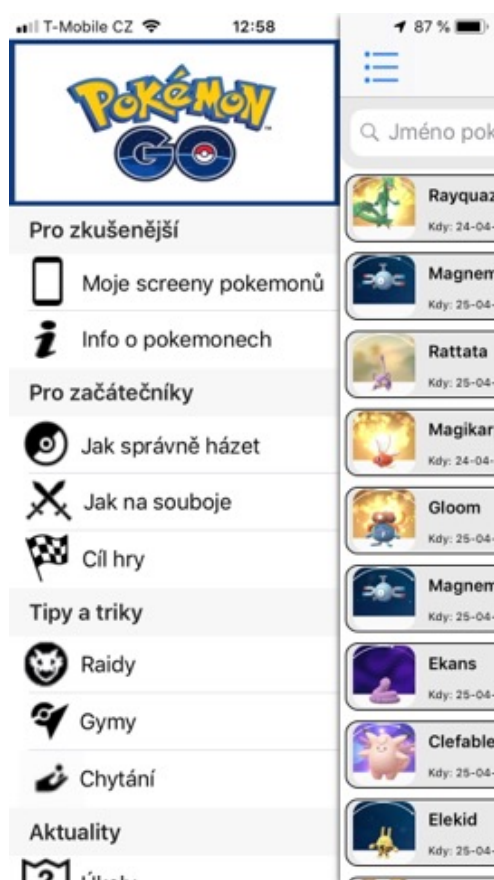 T-Mobile CZ 12:58 87 %
POKÉMON
GO
Pro zkušenější
Moje screeny pokemonů
Info o pokemonech
Pro začátečníky
Jak správně házet
Jak na souboje
Cíl hry
Tipy a triky
Raidy
Gymy
Chytání
Aktuality
Jméno pok
Rayquaz
Kdy: 24-04-
Magnem
Kdy: 25-04-
Rattata
Kdy: 25-04-
Magikar
Kdy: 24-04-
Gloom
Kdy: 25-04-
Magnem
Kdy: 25-04-
Ekans
Kdy: 25-04-
Clefable
Kdy: 25-04-
Elekid
Kdy: 25-04-